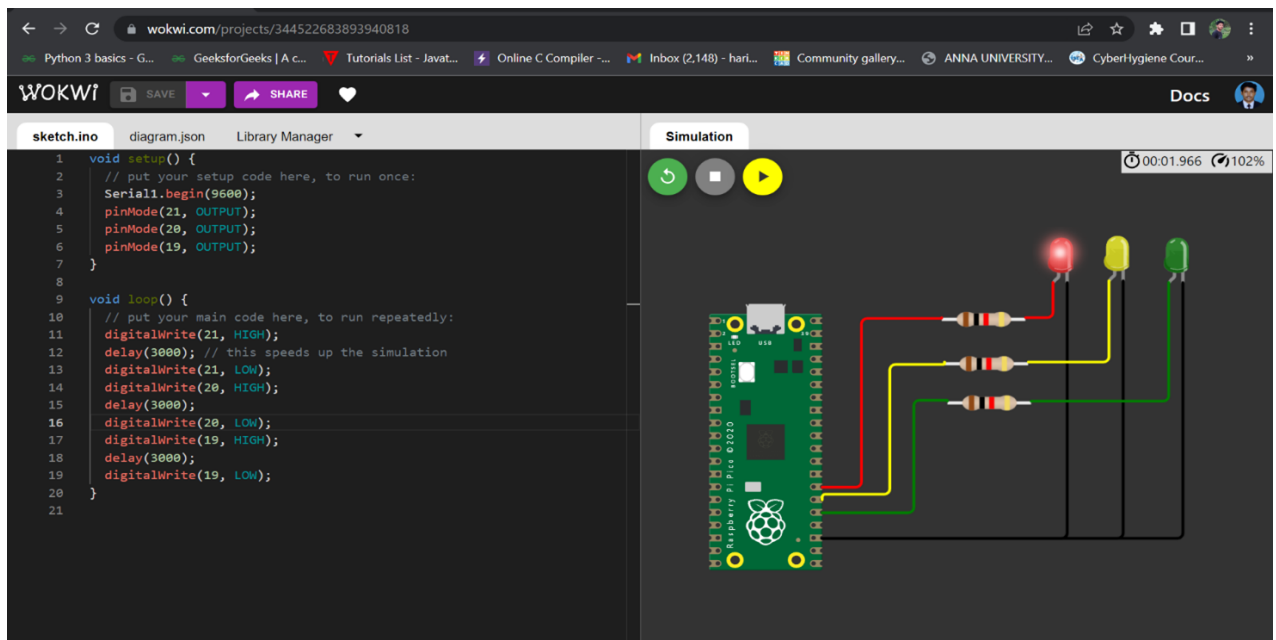 wokwi.com/projects/344522683893940818
Python 3 basics - G...
GeeksforGeeks | A c...
Tutorials List - Javat...
Online C Compiler -...
Inbox (2,148) - hari...
Community gallery...
ANNA UNIVERSITY...
CyberHygiene Cour...
»
WOKWI
SAVE
SHARE
Docs
sketch.ino
diagram.json
Library Manager
Simulation
1 void setup() {
2 // put your setup code here, to run once:
3 Serial1.begin(9600);
4 pinMode(21, OUTPUT);
5 pinMode(20, OUTPUT);
6 pinMode(19, OUTPUT);
7 }
8
9 void loop() {
10 // put your main code here, to run repeatedly:
11 digitalWrite(21, HIGH);
12 delay(3000); // this speeds up the simulation
13 digitalWrite(21, LOW);
14 digitalWrite(20, HIGH);
15 delay(3000);
16 digitalWrite(20, LOW);
17 digitalWrite(19, HIGH);
18 delay(3000);
19 digitalWrite(19, LOW);
20 }
21
00:01.966
102%
LED
USB
BOOTSEL
Raspberry Pi Pico ©2020